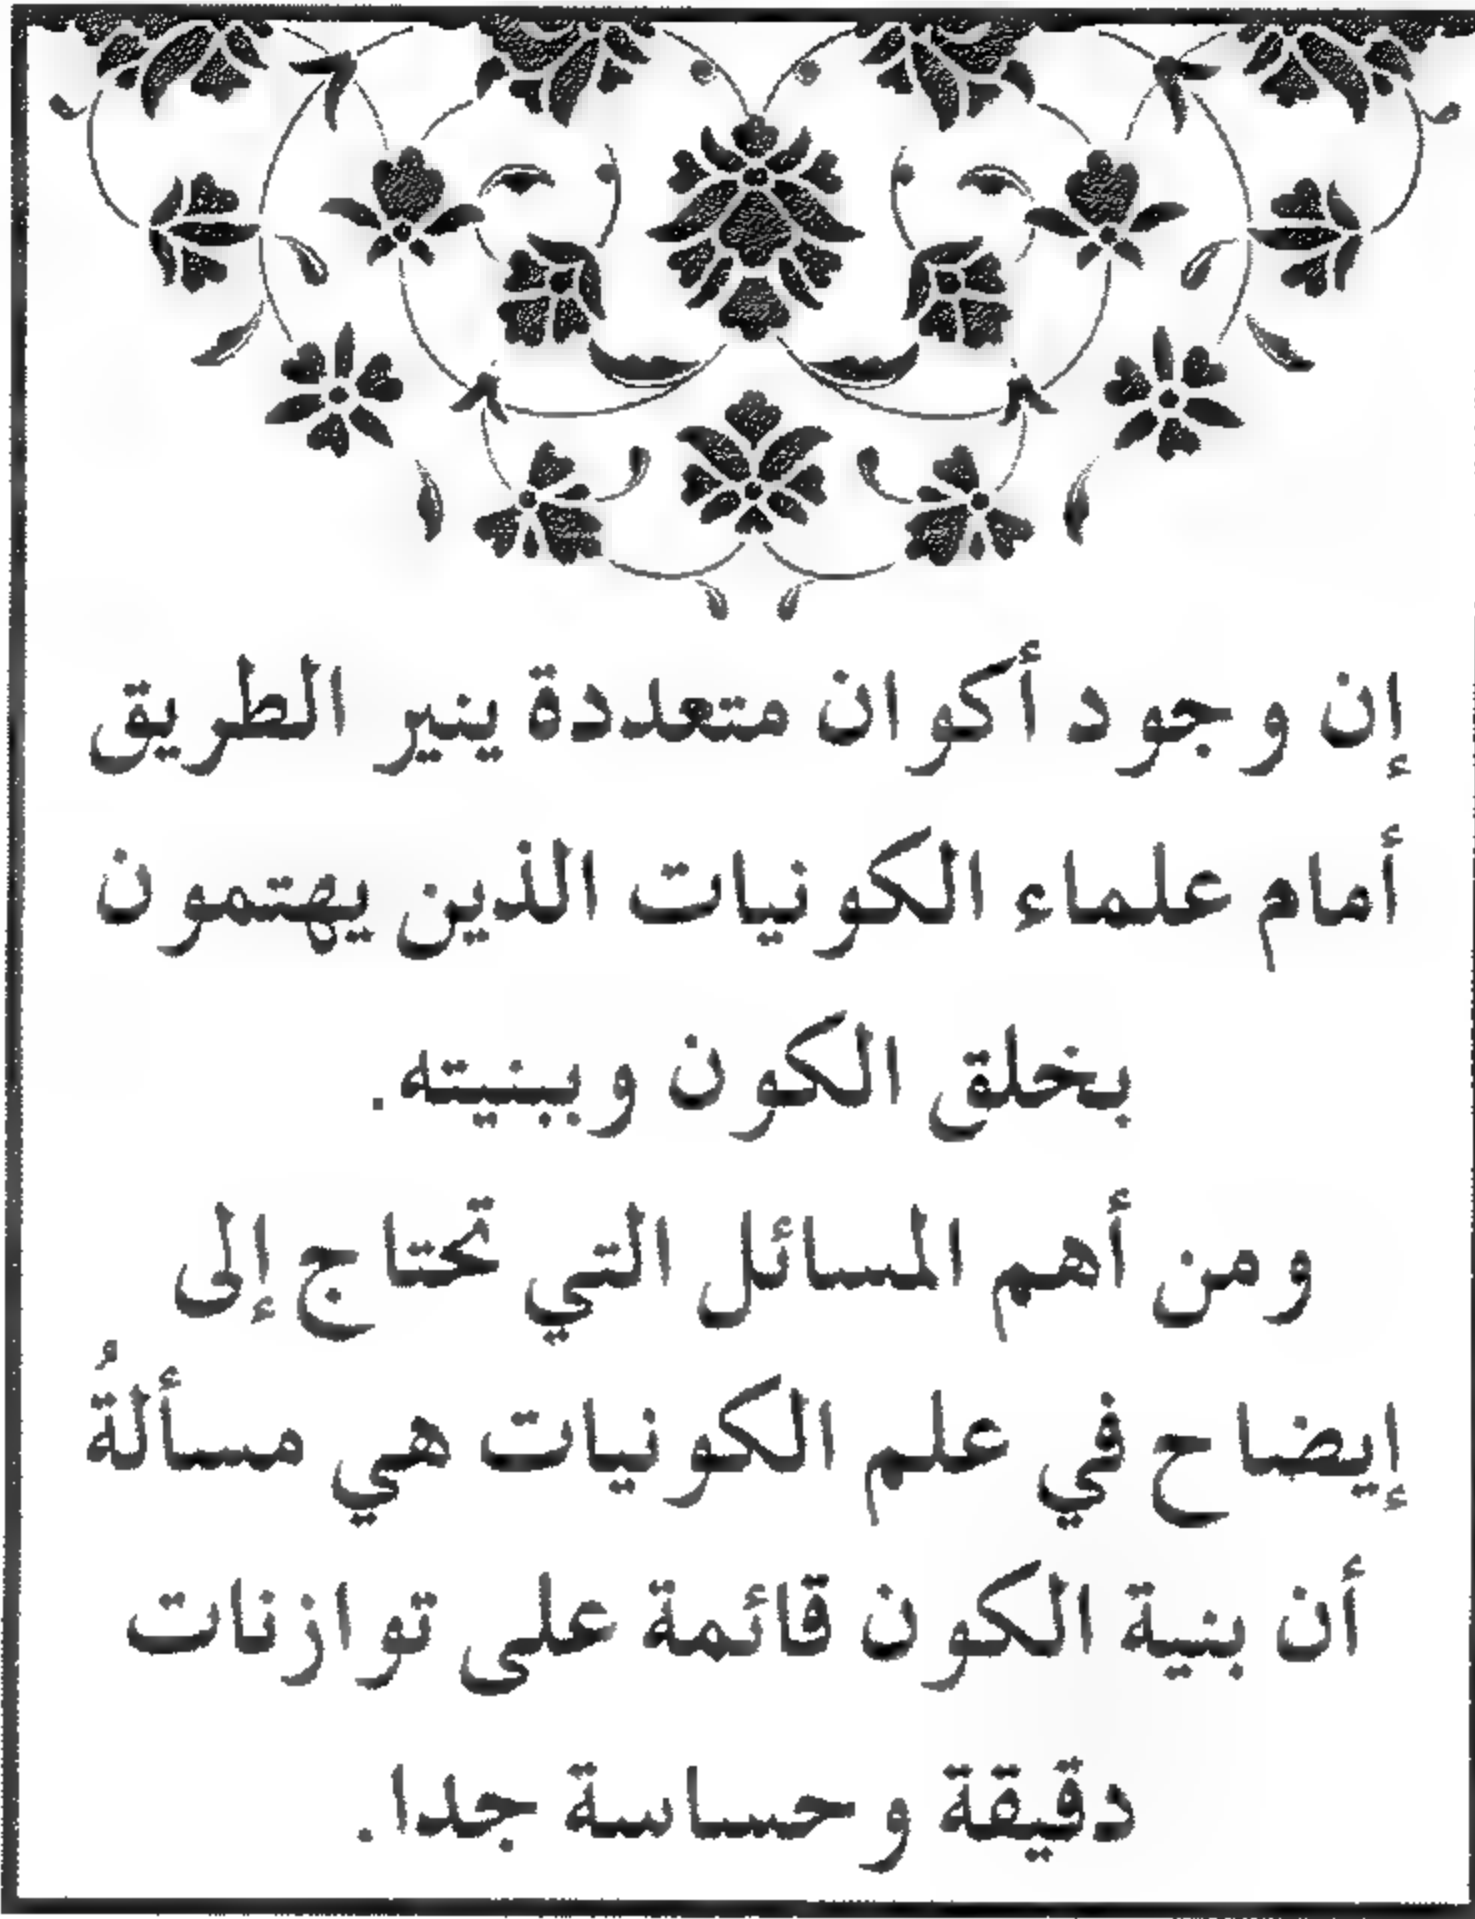 إن وجود أكوان متعددة ينير الطريق
أمام علماء الكونيات الذين يهتمون
بخلق الكون وببنيته.
ومن أهم المسائل التي تحتاج إلى
إيضاح في علم الكونيات هي مسألةُ
أن بنية الكون قائمة على توازنات
دقيقة وحساسة جدا.